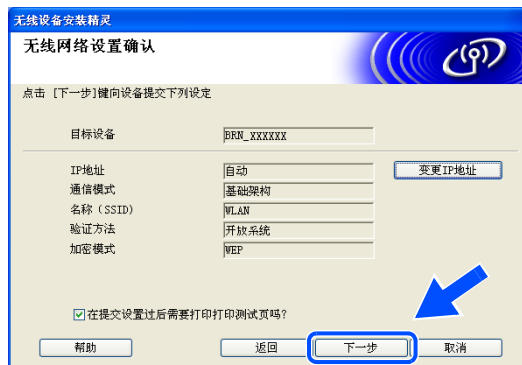 无线设备安装精灵
无线网络设置确认
点击 [下一步]键向设备提交下列设定
目标设备 BRN_XXXXXX
IP地址 自动 变更IP地址
通信模式 基础架构
名称（SSID） WLAN
验证方法 开放系统
加密模式 WEP
在提交设置过后需要打印打印测试页吗?
帮助 返回 下一步 取消